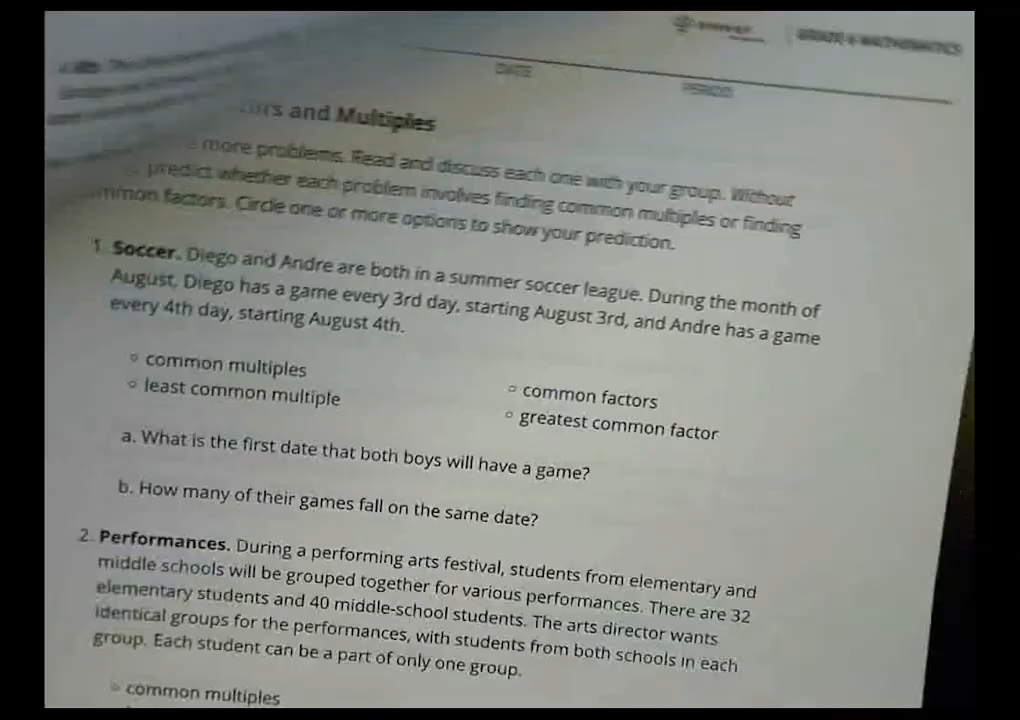 GRADE 6 MATHEMATICS
DATE
PERIOD
and Multiples
more problems. Read and discuss each one with your group. Without
predict whether each problem involves finding common multiples or finding
factors. Circle one or more options to show your prediction.
1. Soccer. Diego and Andre are both in a summer soccer league. During the month of
August, Diego has a game every 3rd day, starting August 3rd, and Andre has a game
every 4th day, starting August 4th.
◦ common multiples
◦ least common multiple
◦ common factors
◦ greatest common factor
a. What is the first date that both boys will have a game?
b. How many of their games fall on the same date?
2. Performances. During a performing arts festival, students from elementary and
middle schools will be grouped together for various performances. There are 32
elementary students and 40 middle-school students. The arts director wants
identical groups for the performances, with students from both schools in each
group. Each student can be a part of only one group.
◦ common multiples